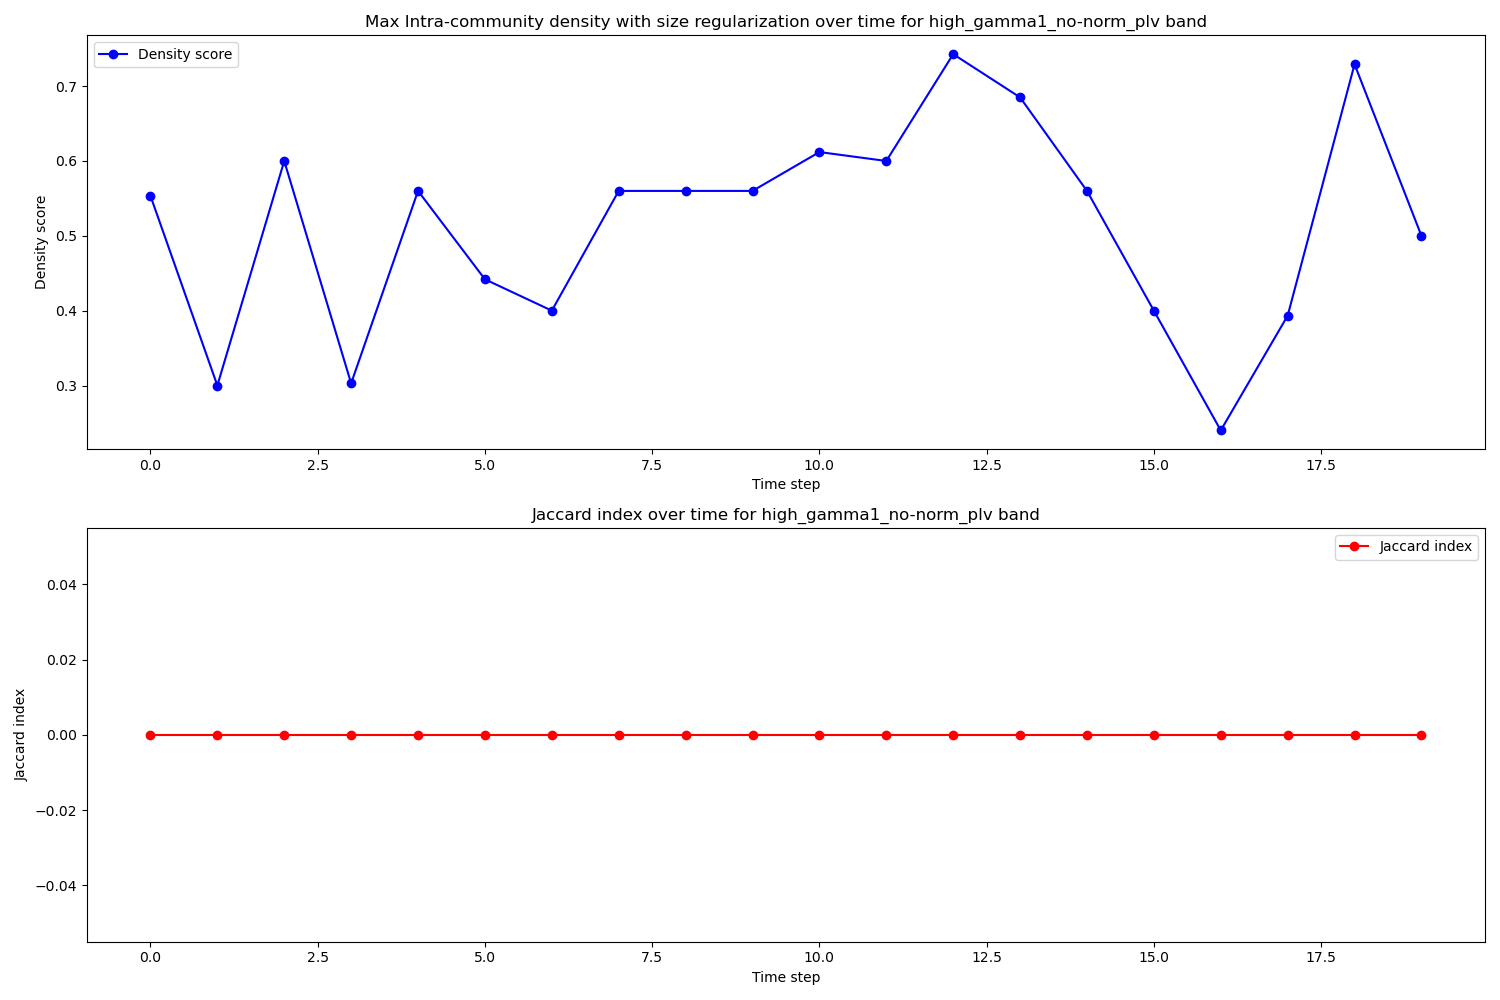 Max Intra-community density with size regularization over time for high_gamma1_no-norm_plv band
Density score
0.7
0.6
0.5
0.4
0.3
Density score
0.0 2.5 5.0 7.5 10.0 12.5 15.0 17.5
Time step
Jaccard index over time for high_gamma1_no-norm_plv band
Jaccard index
0.04
0.02
0.00
−0.02
−0.04
Jaccard index
0.0 2.5 5.0 7.5 10.0 12.5 15.0 17.5
Time step